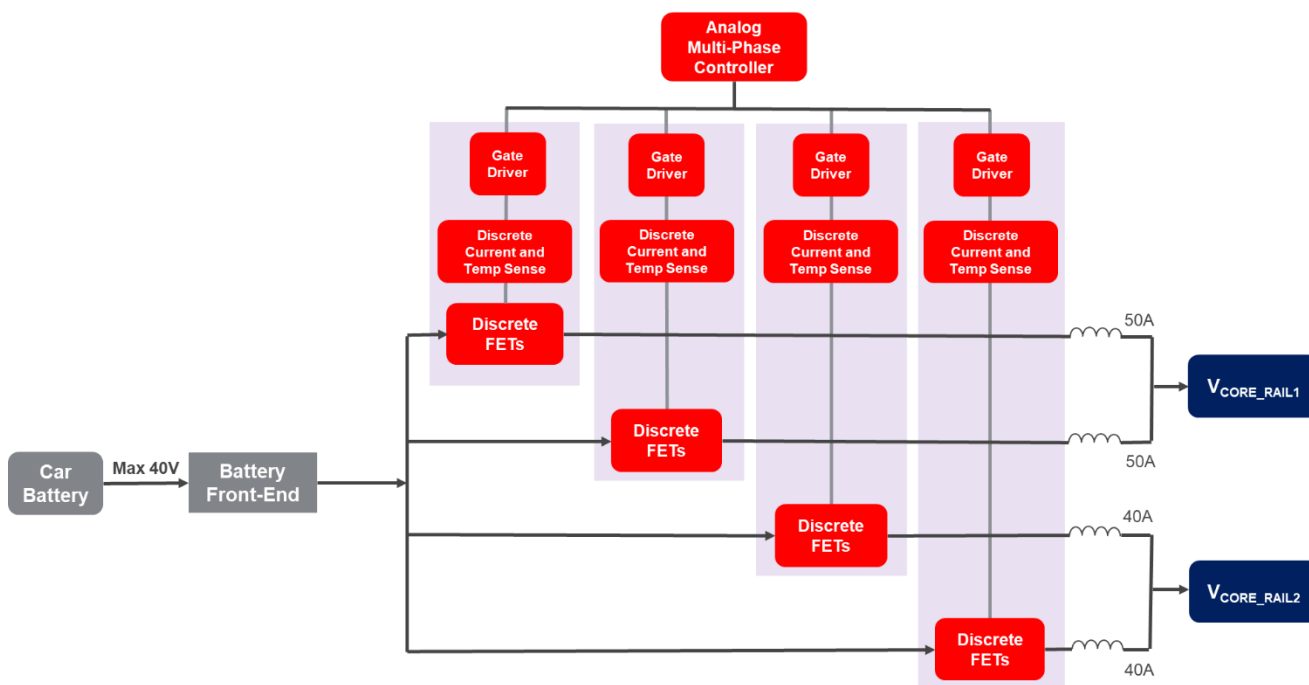 Analog
Multi-Phase
Controller
Gate
Driver
Gate
Driver
Gate
Driver
Gate
Driver
Discrete
Current and
Temp Sense
Discrete
Current and
Temp Sense
Discrete
Current and
Temp Sense
Discrete
Current and
Temp Sense
Discrete
FETs
50A
VCORE_RAIL1
Discrete
FETs
50A
Car
Battery
Max 40V
Battery
Front-End
Discrete
FETs
40A
VCORE_RAIL2
Discrete
FETs
40A